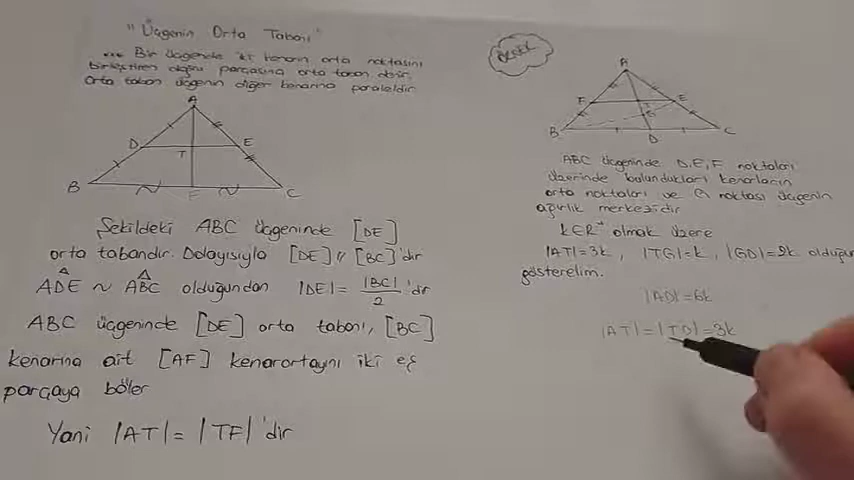 "Üçgenin Orta Tabanı"
Bir üçgende iki kenarın orta noktasını
birleştiren doğru parçasına orta taban denir.
Orta taban üçgenin diğer kenarına paraleldir.
A
D
E
T
B
F
C
Şekildeki ABC üçgeninde [DE]
orta tabandır. Dolayısıyla [DE] // [BC]'dır
ADE ~ ABC olduğundan |DE| = |BC|/2 'dır
ABC üçgeninde [DE] orta tabanı, [BC]
kenarına ait [AF] kenarortayını iki eş
parçaya böler
Yani |AT| = |TF| 'dir
Örnek
A
F
T
E
G
B
D
C
ABC üçgeninde D,E,F noktaları
üzerinde bulundukları kenarların
orta noktaları ve G noktası üçgenin
ağırlık merkezidir
k∈R⁺ olmak üzere
|AT|=3k, |TG|=k, |GD|=2k olduğun
gösterelim.
|AD|=6k
|AT|=|TD|=3k